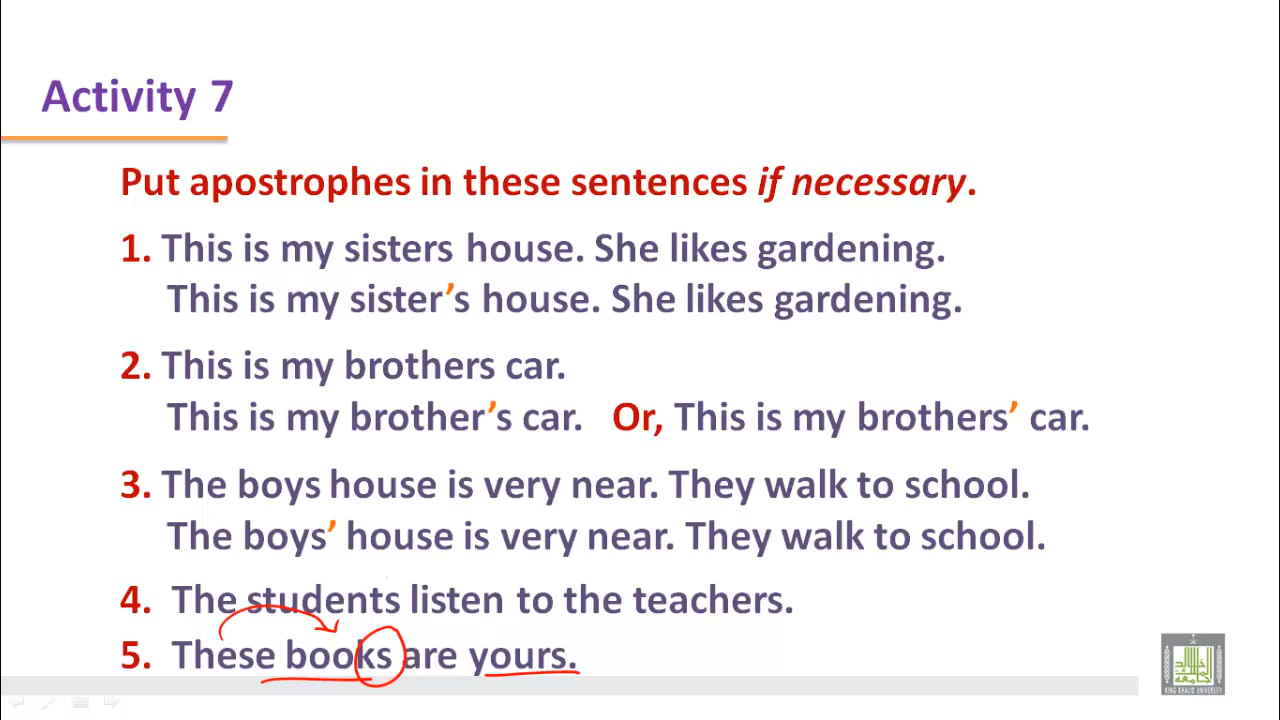 Activity 7
Put apostrophes in these sentences if necessary.
1. This is my sisters house. She likes gardening.
This is my sister’s house. She likes gardening.
2. This is my brothers car.
This is my brother’s car. Or, This is my brothers’ car.
3. The boys house is very near. They walk to school.
The boys’ house is very near. They walk to school.
4. The students listen to the teachers.
5. These books are yours.
KING KHALID UNIVERSITY